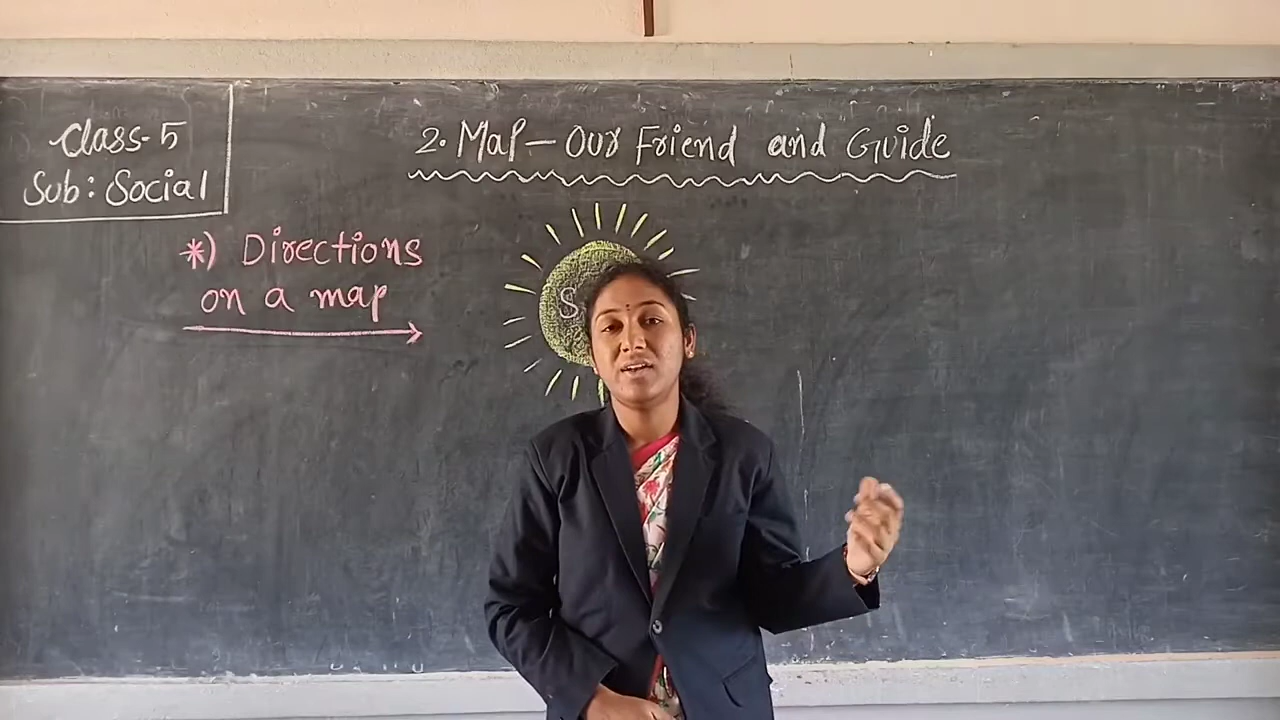 Class-5
Sub: Social
2. Map - Our Friend and Guide
*) Directions
on a map